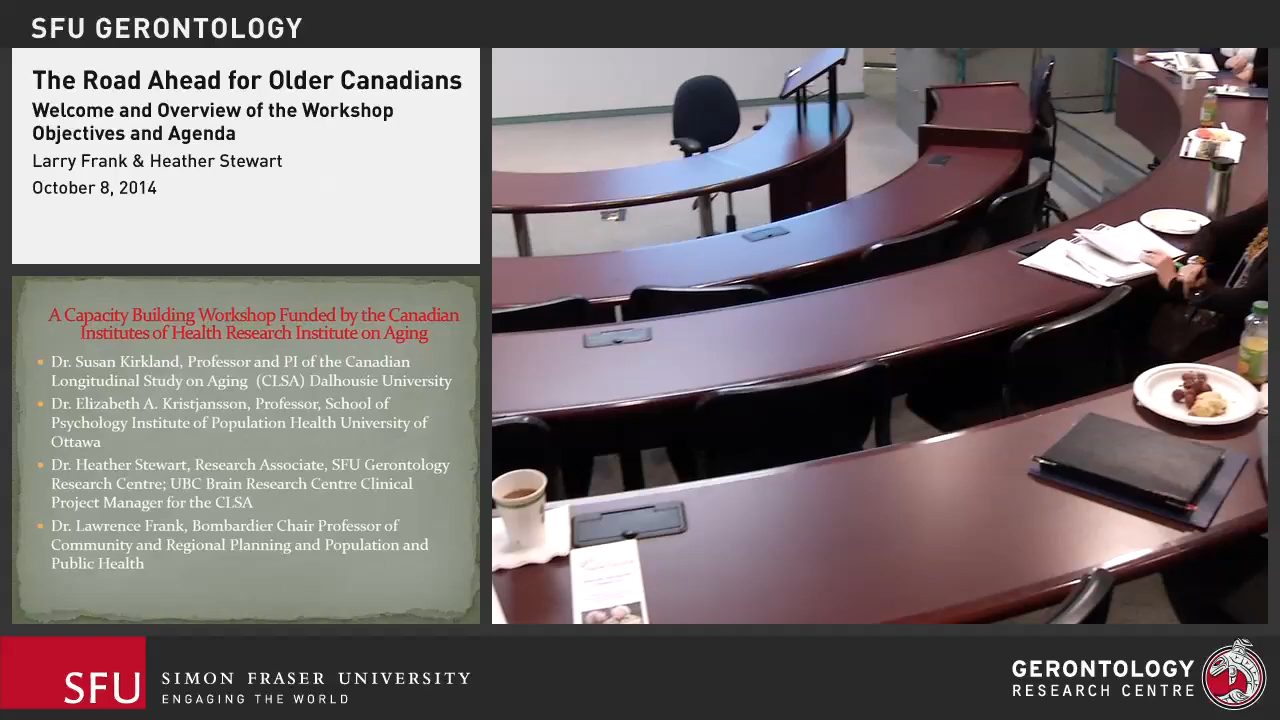 SFU GERONTOLOGY
The Road Ahead for Older Canadians
Welcome and Overview of the Workshop
Objectives and Agenda
Larry Frank & Heather Stewart
October 8, 2014
A Capacity Building Workshop Funded by the Canadian
Institutes of Health Research Institute on Aging
• Dr. Susan Kirkland, Professor and PI of the Canadian
Longitudinal Study on Aging (CLSA) Dalhousie University
• Dr. Elizabeth A. Kristjansson, Professor, School of
Psychology Institute of Population Health University of
Ottawa
• Dr. Heather Stewart, Research Associate, SFU Gerontology
Research Centre; UBC Brain Research Centre Clinical
Project Manager for the CLSA
• Dr. Lawrence Frank, Bombardier Chair Professor of
Community and Regional Planning and Population and
Public Health
SFU
SIMON FRASER UNIVERSITY
ENGAGING THE WORLD
GERONTOLOGY
RESEARCH CENTRE